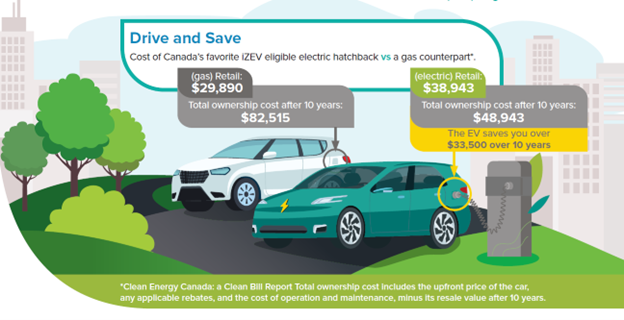 Drive and Save
Cost of Canada's favorite iZEV eligible electric hatchback vs a gas counterpart*.
(gas) Retail:
$29,890
Total ownership cost after 10 years:
$82,515
(electric) Retail:
$38,943
Total ownership cost after 10 years:
$48,943
The EV saves you over
$33,500 over 10 years
*Clean Energy Canada: a Clean Bill Report Total ownership cost includes the upfront price of the car,
any applicable rebates, and the cost of operation and maintenance, minus its resale value after 10 years.